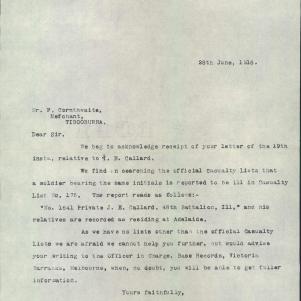 28th June, 1916.
Mr. F. Cornthwaite,
Merchant,
TIBOOBURRA.
Dear Sir,
We beg to acknowledge receipt of your letter of the 19th
inst., relative to J. E. Callard.
We find on searching the official Casualty Lists that
a soldier bearing the same initials is reported to be ill in Casualty
List No. 175. The report reads as follows:-
"No. Private J. E. Callard, 48th Battalion, Ill," and his
relatives are recorded as residing at Adelaide.
As we have no lists other than the official Casualty
Lists we are afraid we cannot help you further, but would advise
your writing to the Officer in Charge, Base Records, Victoria
Barracks, Melbourne, when, no doubt, you will be able to get fuller
information.
Yours faithfully,